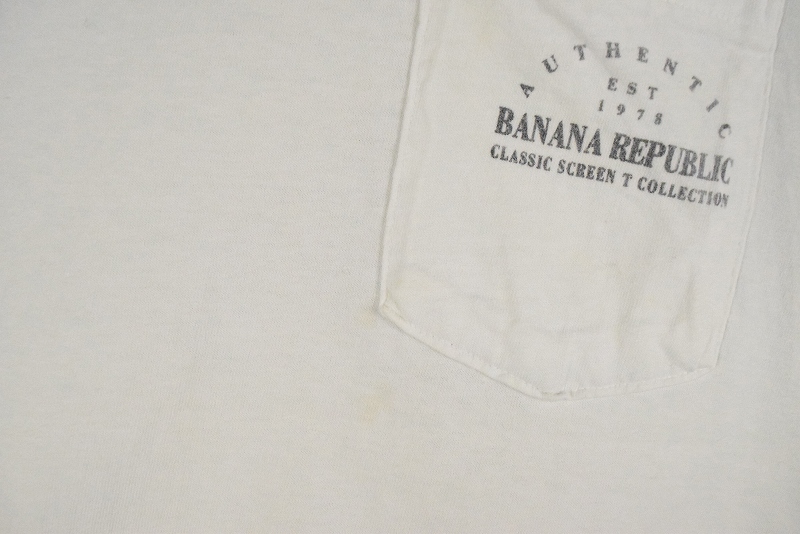 AUTHENTIC
EST
1978
BANANA REPUBLIC
CLASSIC SCREEN T COLLECTION